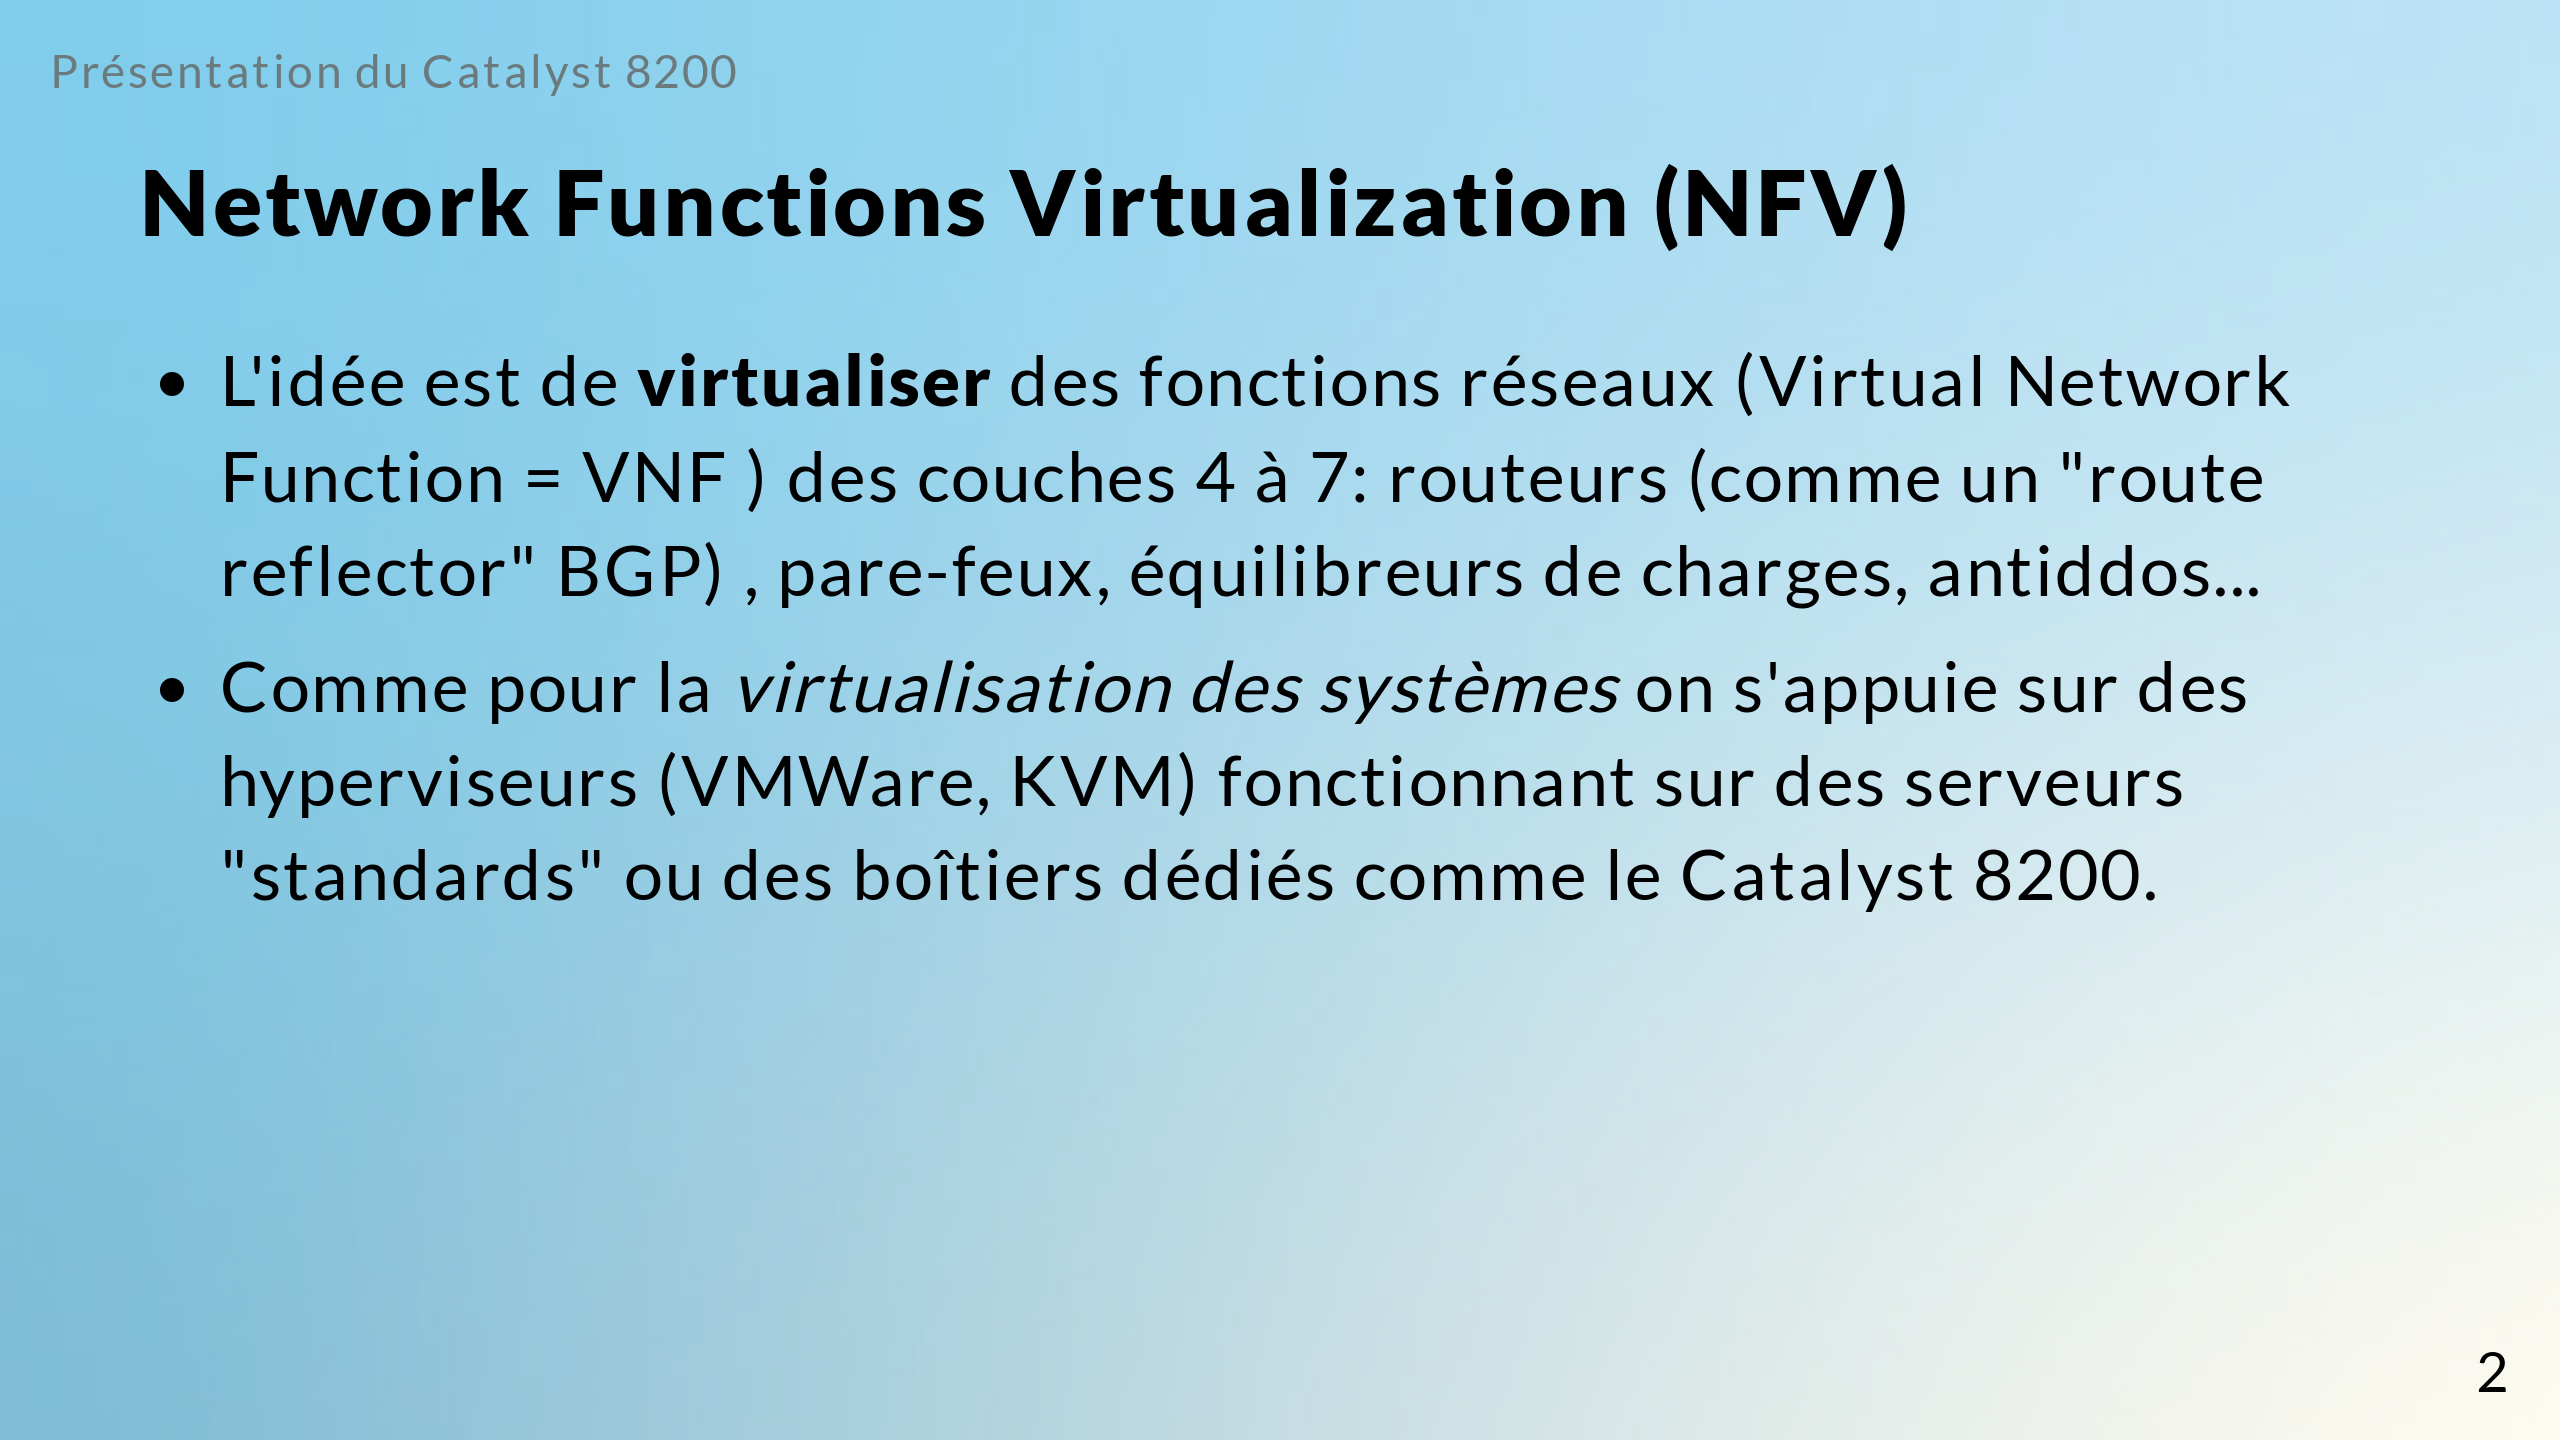 Présentation du Catalyst 8200
Network Functions Virtualization (NFV)
• L'idée est de virtualiser des fonctions réseaux (Virtual Network
Function = VNF ) des couches 4 à 7: routeurs (comme un "route
reflector" BGP) , pare-feux, équilibreurs de charges, antiddos...
• Comme pour la virtualisation des systèmes on s'appuie sur des
hyperviseurs (VMWare, KVM) fonctionnant sur des serveurs
"standards" ou des boîtiers dédiés comme le Catalyst 8200.
2